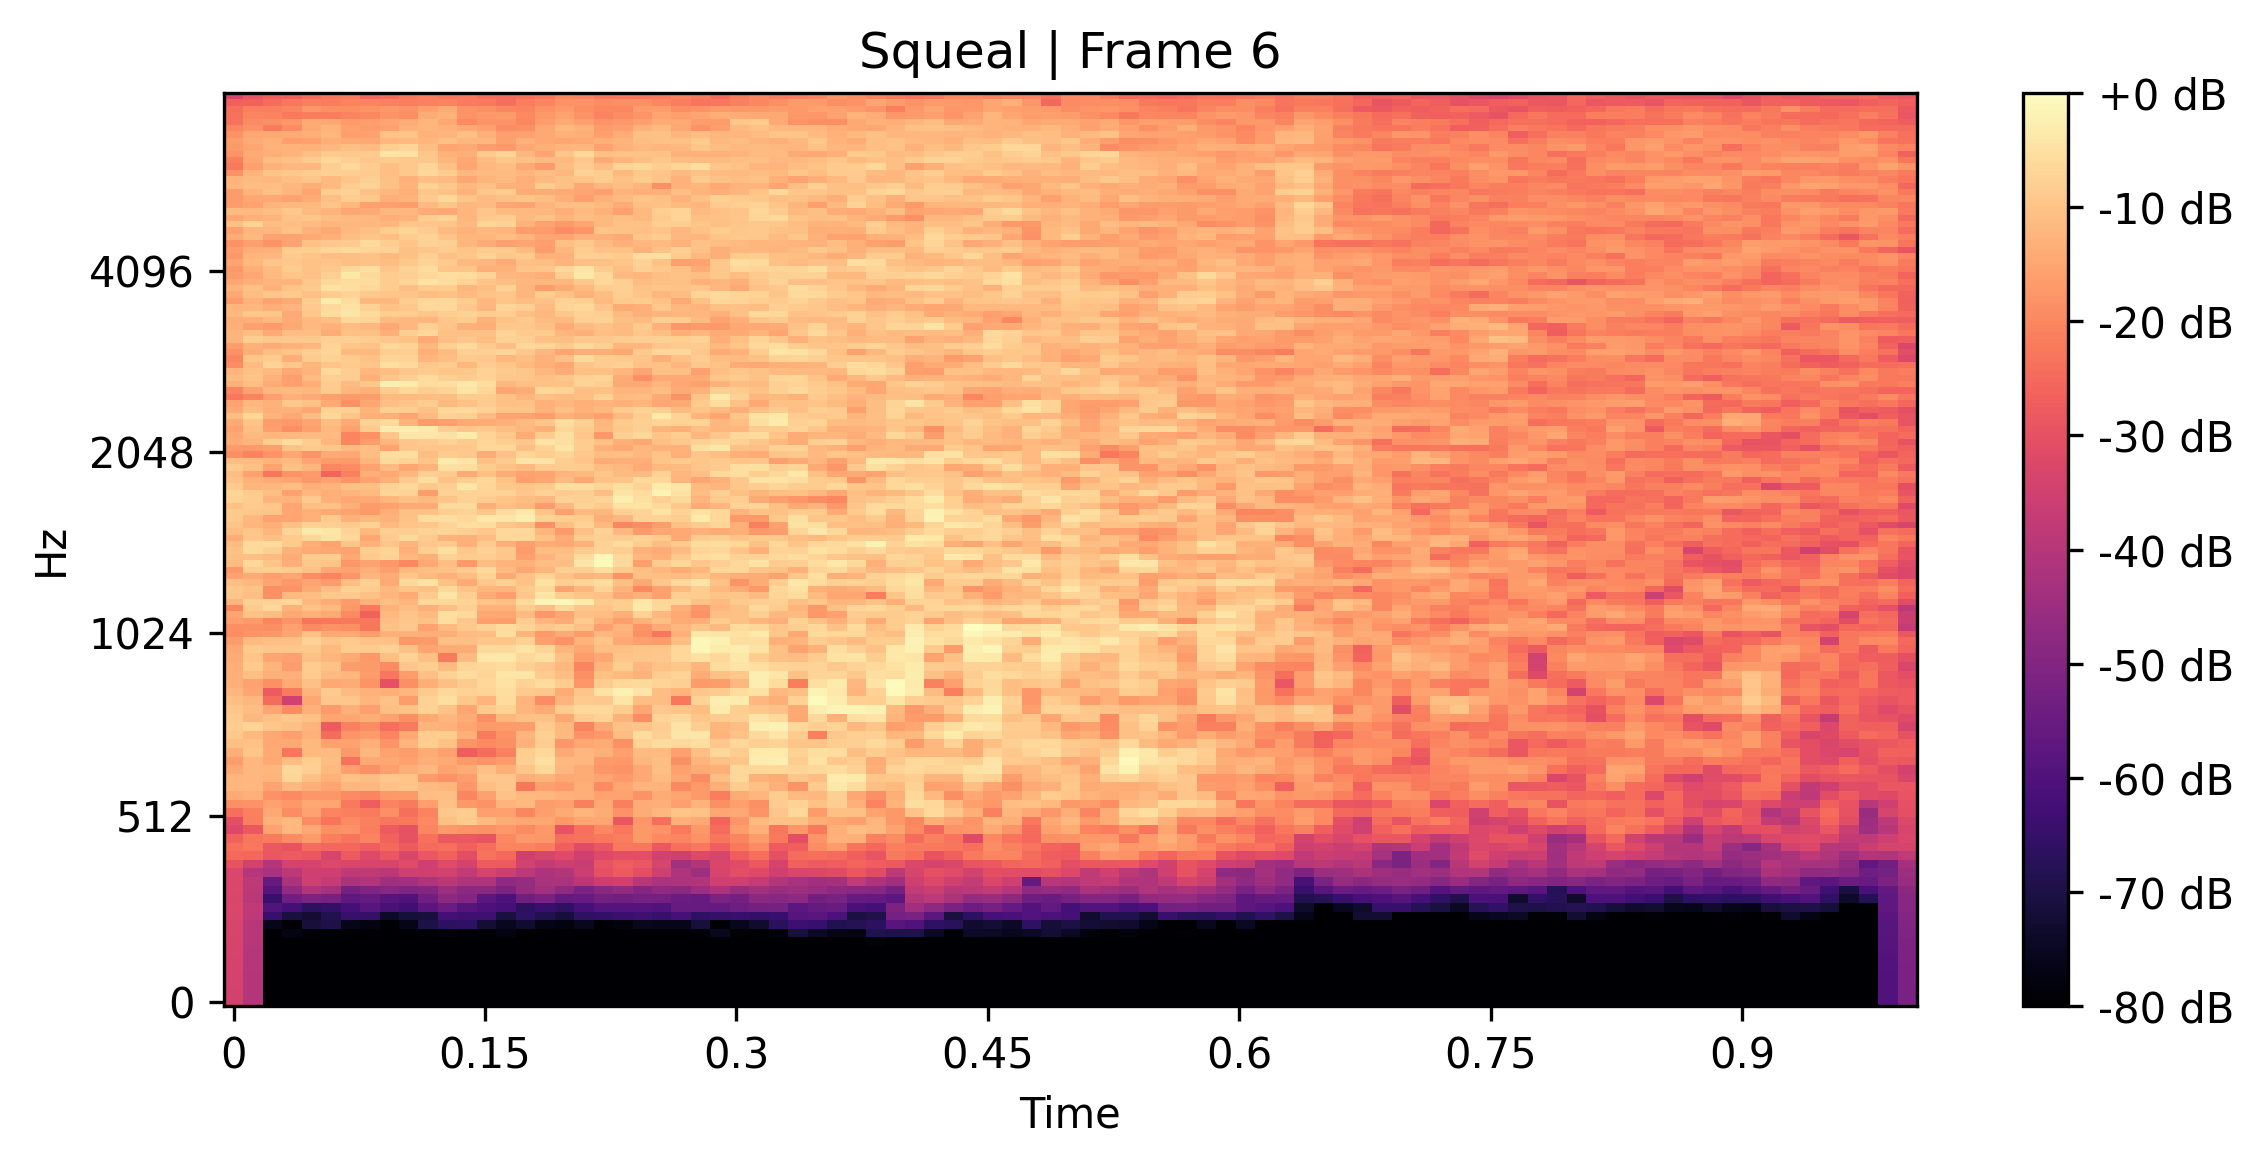 Squeal | Frame 6
Hz
4096
2048
1024
512
0
0 0.15 0.3 0.45 0.6 0.75 0.9
Time
+0 dB
-10 dB
-20 dB
-30 dB
-40 dB
-50 dB
-60 dB
-70 dB
-80 dB